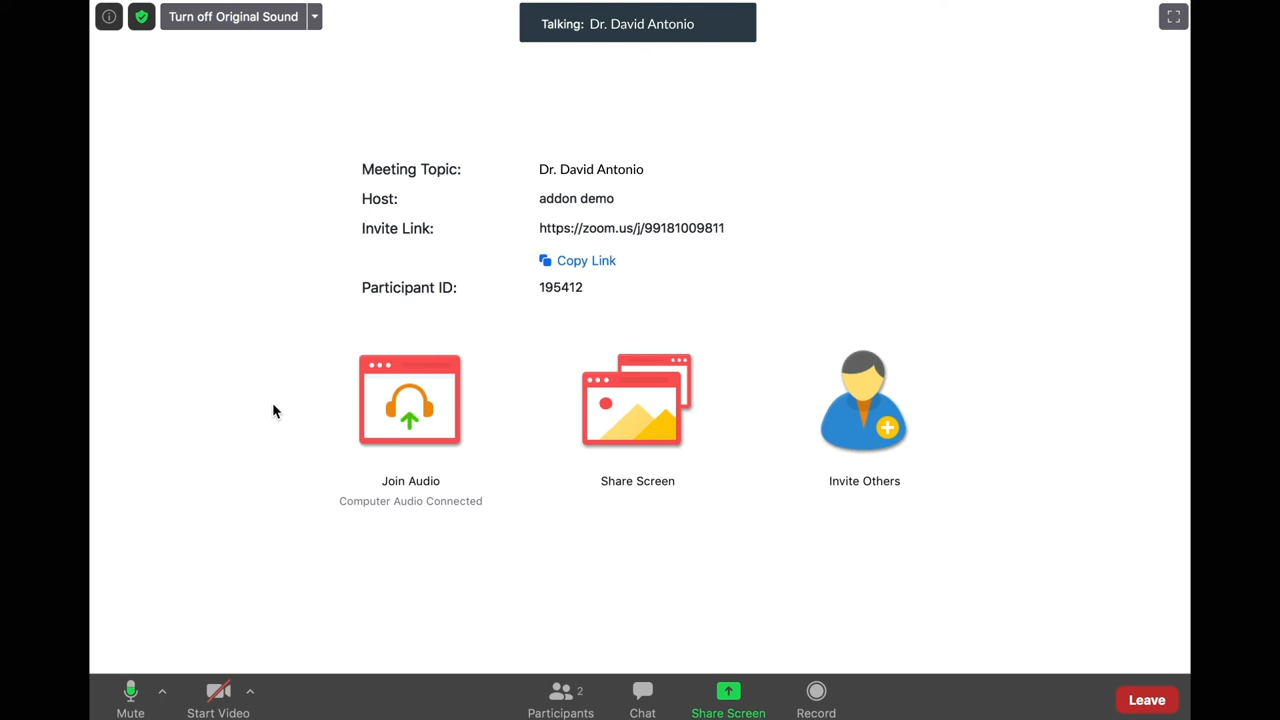 Turn off Original Sound
Talking: Dr. David Antonio
Meeting Topic: Dr. David Antonio
Host: addon demo
Invite Link: https://zoom.us/j/99181009811
Copy Link
Participant ID: 195412
Join Audio
Computer Audio Connected
Share Screen
Invite Others
Mute
Start Video
Participants 2
Chat
Share Screen
Record
Leave